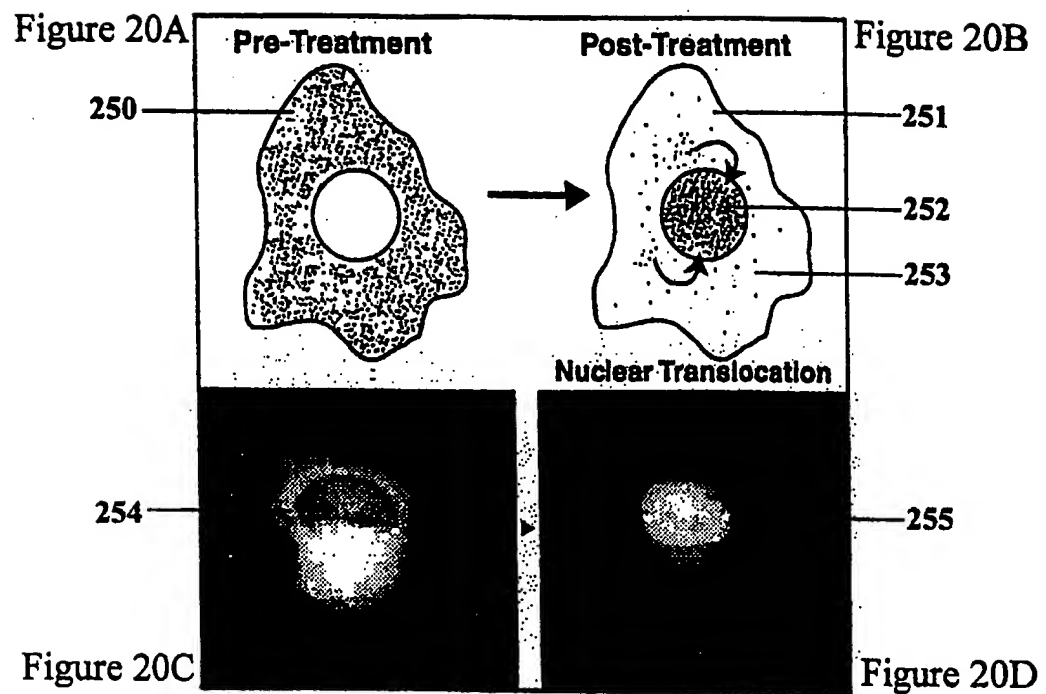 Figure 20A
Pre-Treatment
Post-Treatment
Figure 20B
250
251
252
253
Nuclear Translocation
254
255
Figure 20C
Figure 20D